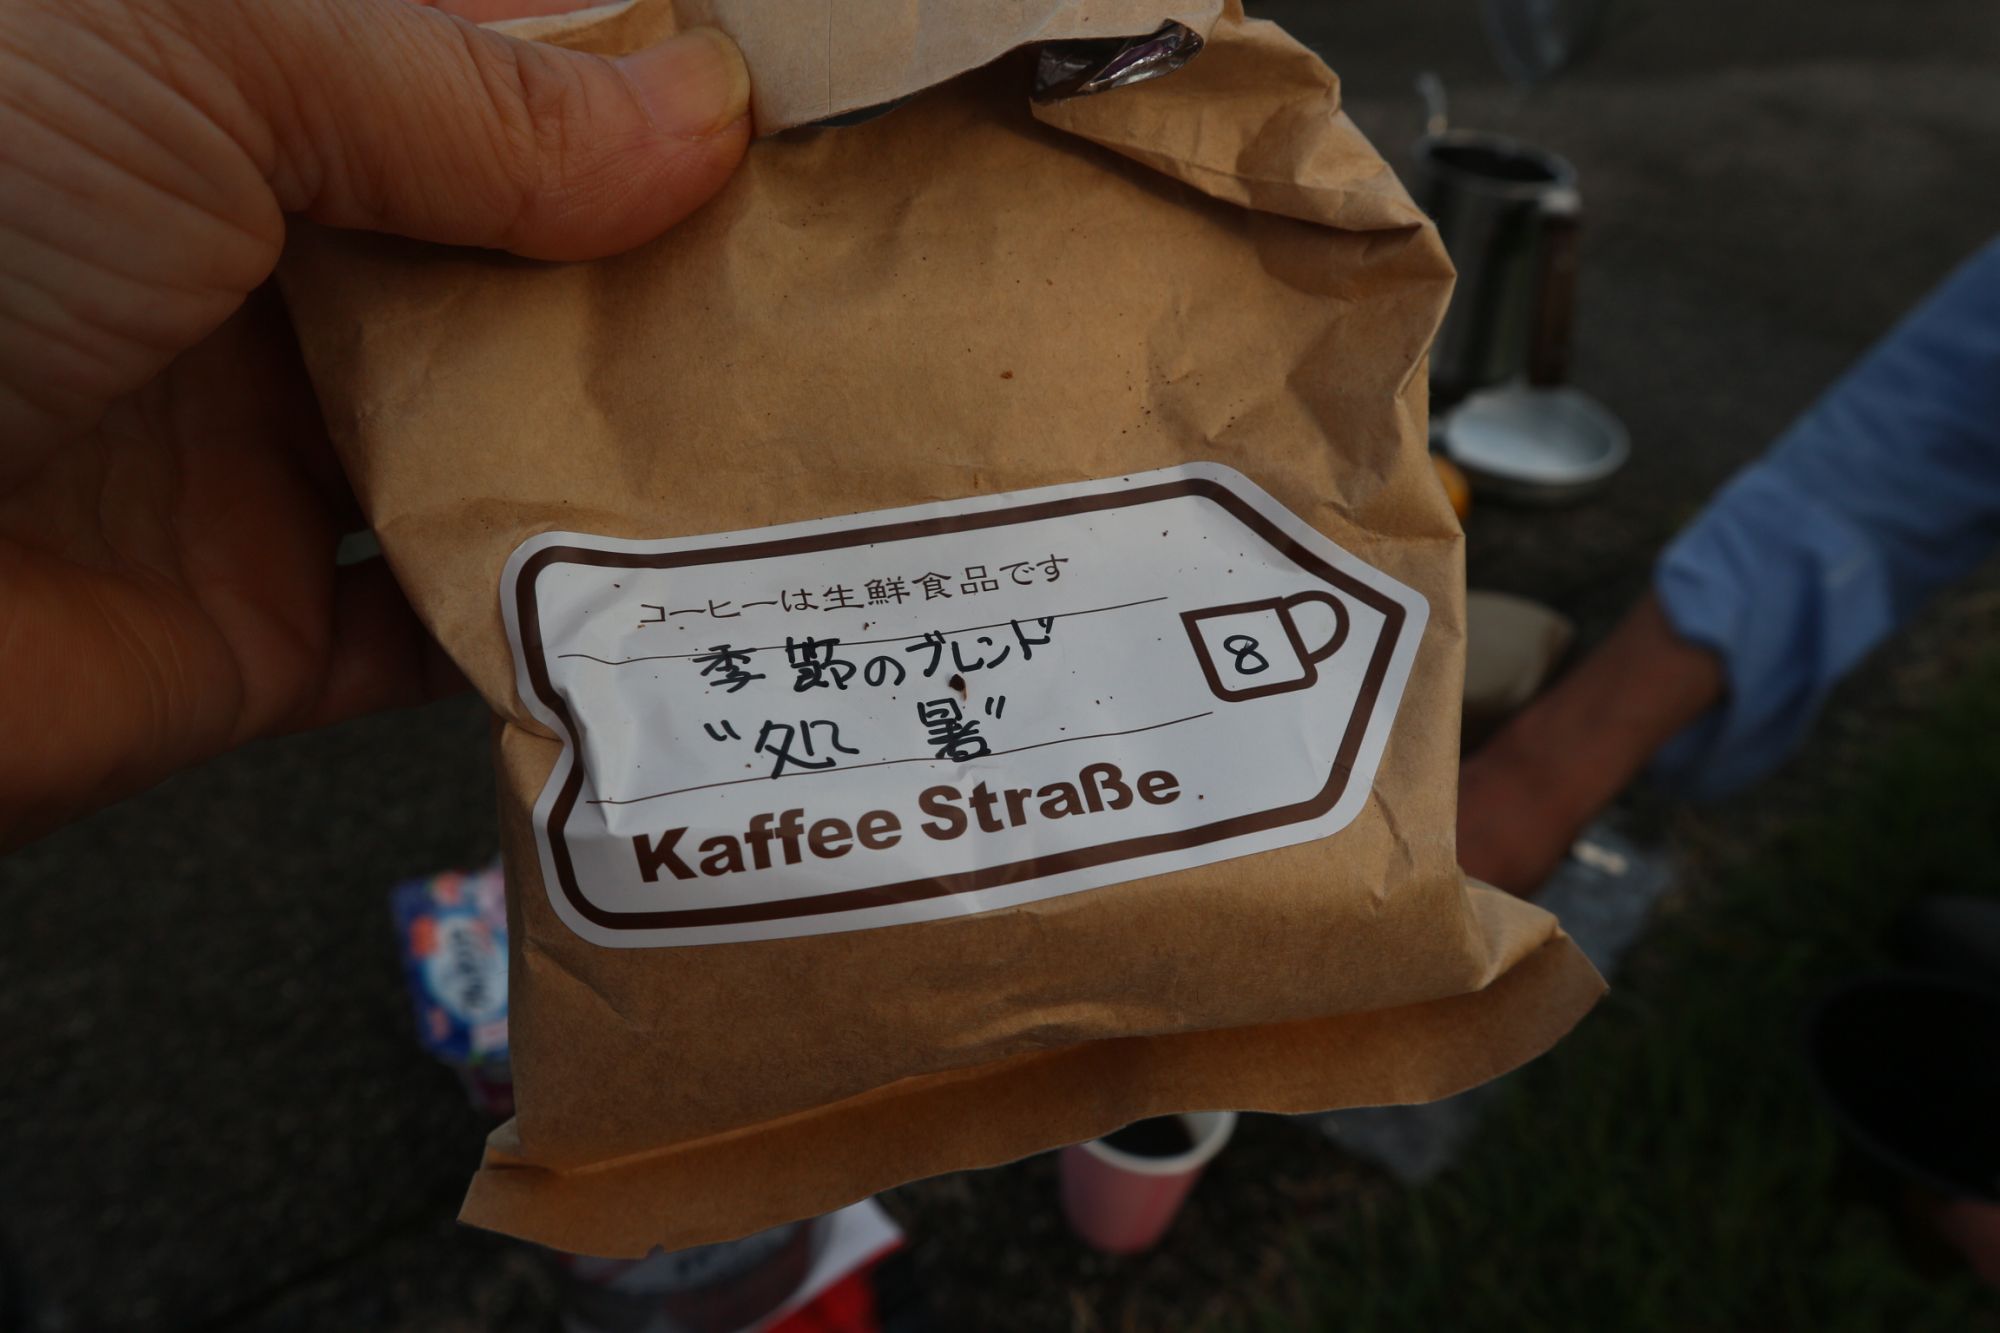 コーヒーは生鮮食品です
季節のブレンド
8
"処暑"
Kaffee Straße